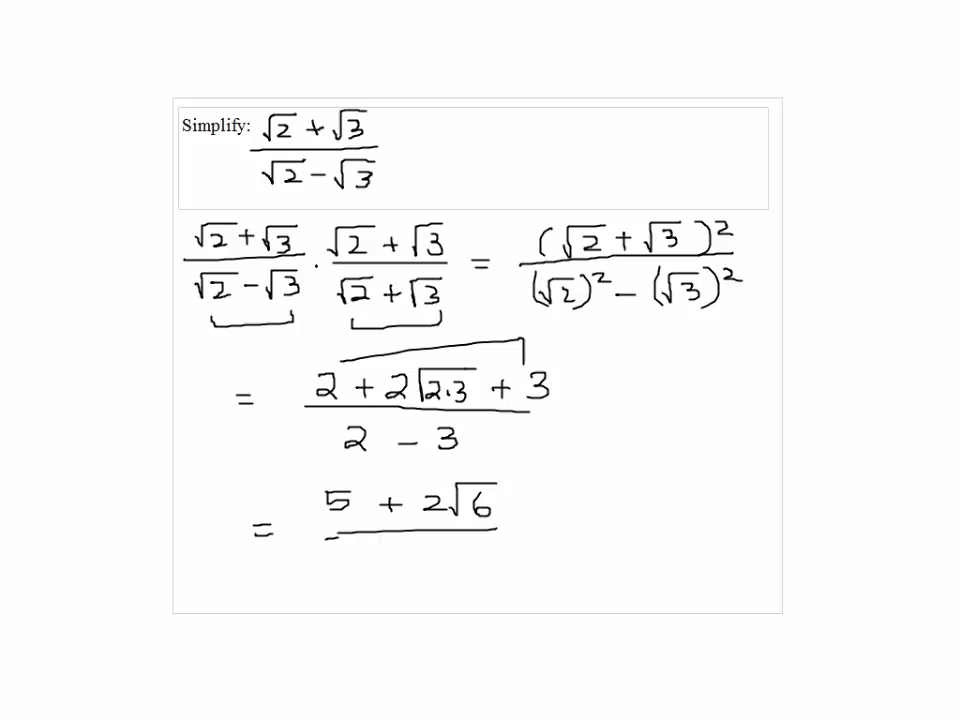 Simplify: (√2 + √3)/(√2 - √3)
(√2 + √3)/(√2 - √3) · (√2 + √3)/(√2 + √3) = (√2 + √3)²/((√2)² - (√3)²)
= (2 + 2√(2·3) + 3)/(2 - 3)
= 5 + 2√6